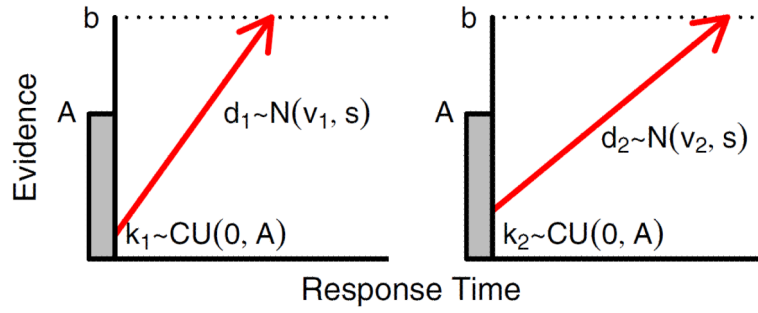 b
A
Evidence
d₁~N(v₁, s)
k₁~CU(0, A)
b
A
d₂~N(v₂, s)
k₂~CU(0, A)
Response Time